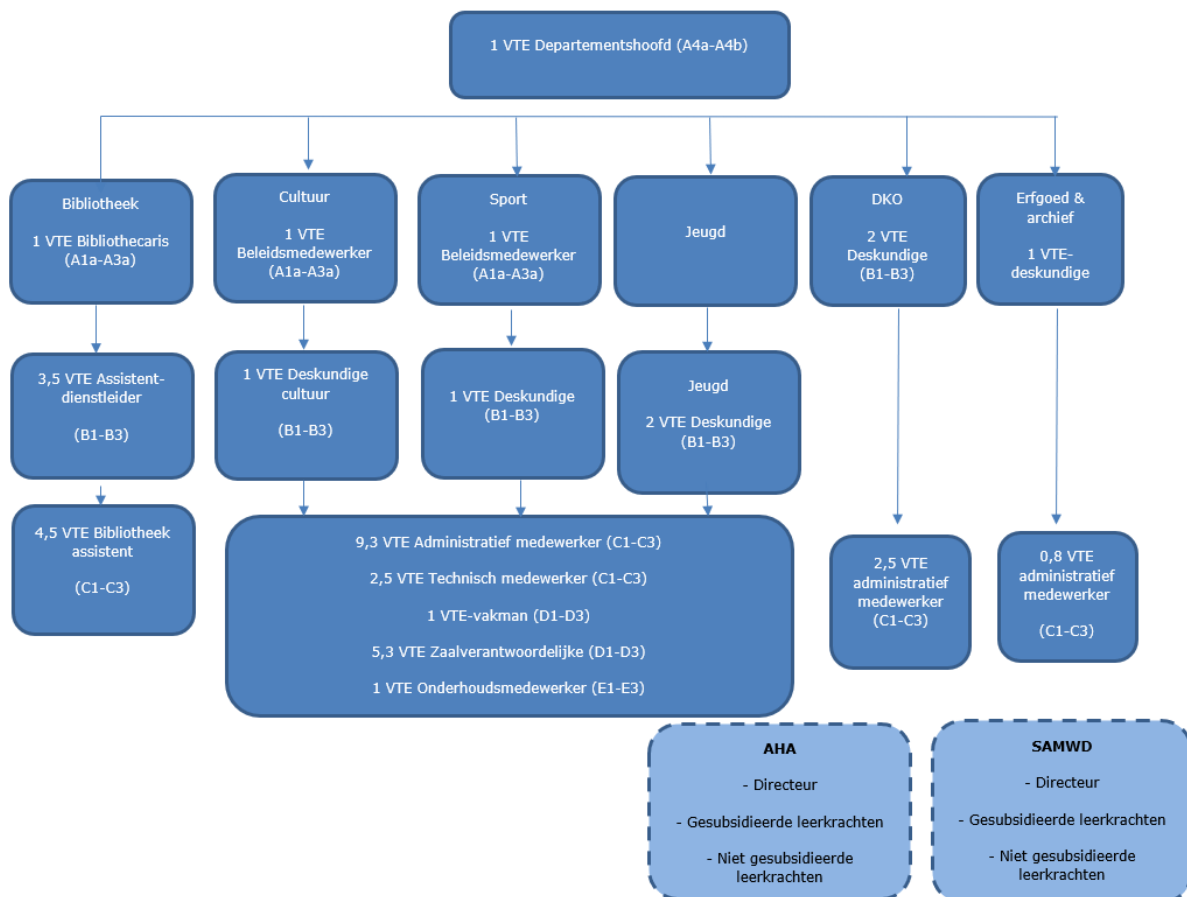 1 VTE Departementshoofd (A4a-A4b)
Bibliotheek
1 VTE Bibliothecaris
(A1a-A3a)
Cultuur
1 VTE
Beleidsmedewerker
(A1a-A3a)
Sport
1 VTE
Beleidsmedewerker
(A1a-A3a)
Jeugd
DKO
2 VTE
Deskundige
(B1-B3)
Erfgoed &
archief
1 VTE-
deskundige
3,5 VTE Assistent-
dienstleider
(B1-B3)
1 VTE Deskundige
cultuur
(B1-B3)
1 VTE Deskundige
(B1-B3)
Jeugd
2 VTE Deskundige
(B1-B3)
4,5 VTE Bibliotheek
assistent
(C1-C3)
9,3 VTE Administratief medewerker (C1-C3)
2,5 VTE Technisch medewerker (C1-C3)
1 VTE-vakman (D1-D3)
5,3 VTE Zaalverantwoordelijke (D1-D3)
1 VTE Onderhoudsmedewerker (E1-E3)
2,5 VTE
administratief
medewerker
(C1-C3)
0,8 VTE
administratief
medewerker
(C1-C3)
AHA
- Directeur
- Gesubsidieerde leerkrachten
- Niet gesubsidieerde
leerkrachten
SAMWD
- Directeur
- Gesubsidieerde leerkrachten
- Niet gesubsidieerde
leerkrachten